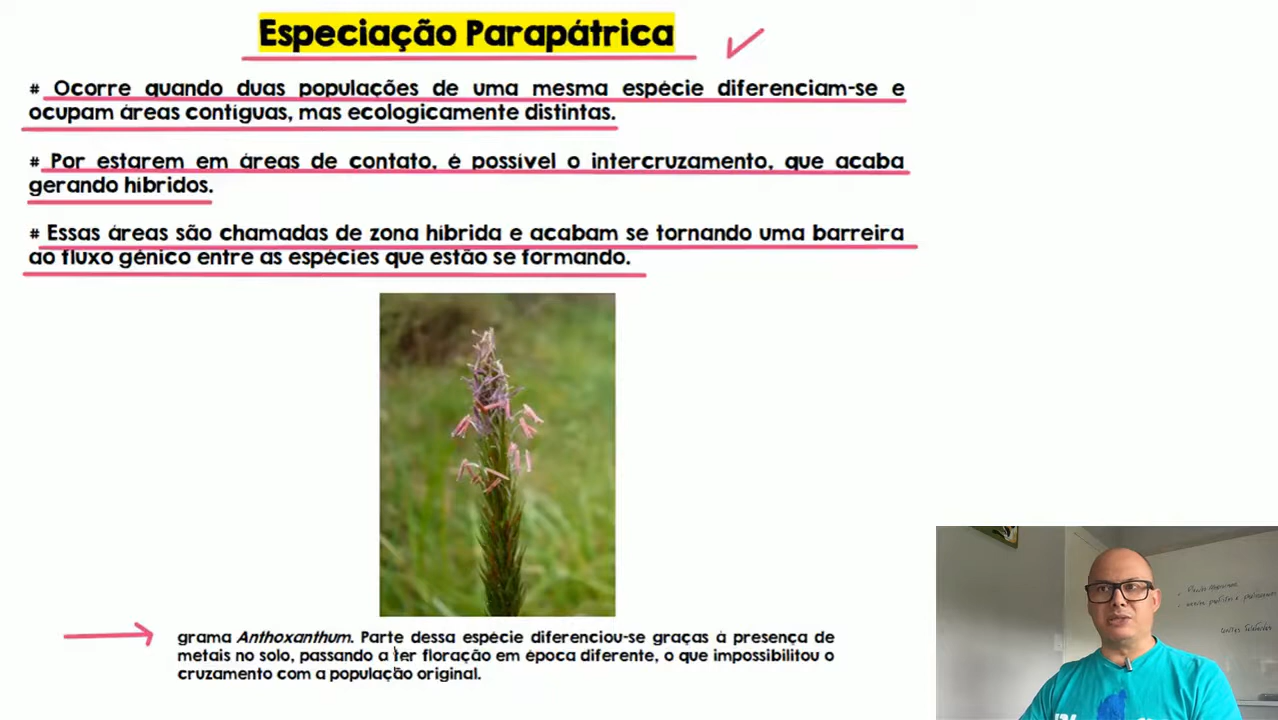 Especiação Parapátrica
# Ocorre quando duas populações de uma mesma espécie diferenciam-se e
ocupam áreas contíguas, mas ecologicamente distintas.
# Por estarem em áreas de contato, é possível o intercruzamento, que acaba
gerando híbridos.
# Essas áreas são chamadas de zona híbrida e acabam se tornando uma barreira
ao fluxo gênico entre as espécies que estão se formando.
grama Anthoxanthum. Parte dessa espécie diferenciou-se graças à presença de
metais no solo, passando a ter floração em época diferente, o que impossibilitou o
cruzamento com a população original.